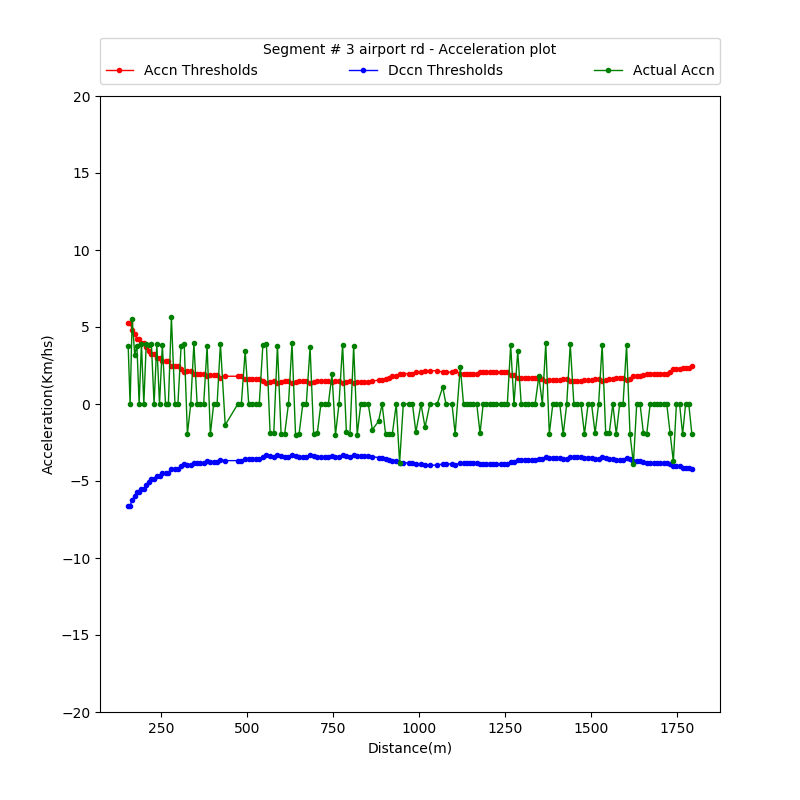 Segment # 3 airport rd - Acceleration plot
Accn Thresholds Dccn Thresholds Actual Accn
20
15
10
5
0
−5
−10
−15
−20
Acceleration(Km/hs)
250 500 750 1000 1250 1500 1750
Distance(m)